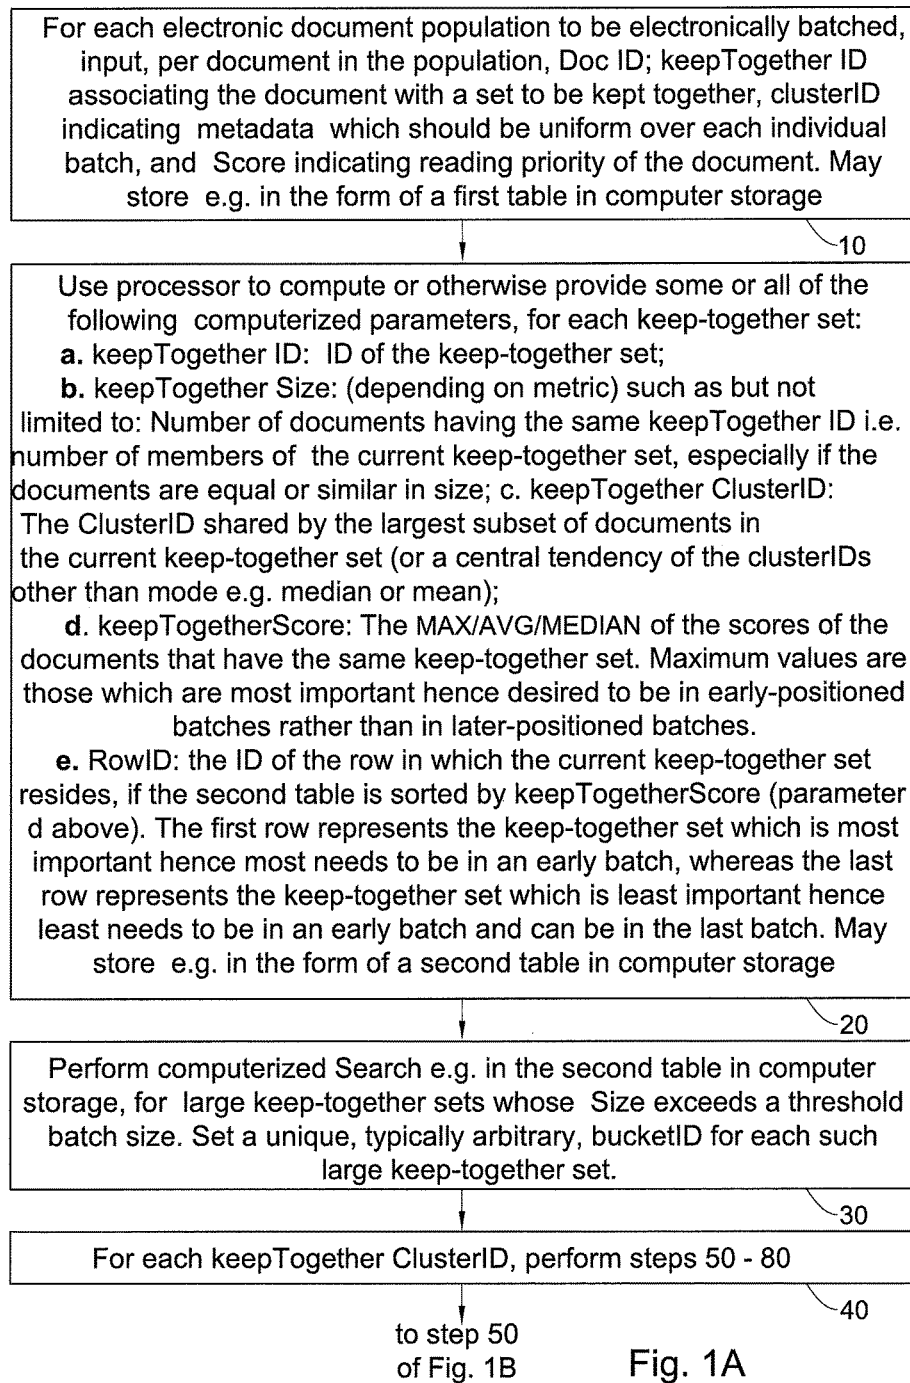 For each electronic document population to be electronically batched,
input, per document in the population, Doc ID; keepTogether ID
associating the document with a set to be kept together, clusterID
indicating metadata which should be uniform over each individual
batch, and Score indicating reading priority of the document. May
store e.g. in the form of a first table in computer storage
10
Use processor to compute or otherwise provide some or all of the
following computerized parameters, for each keep-together set:
a. keepTogether ID: ID of the keep-together set;
b. keepTogether Size: (depending on metric) such as but not
limited to: Number of documents having the same keepTogether ID i.e.
number of members of the current keep-together set, especially if the
documents are equal or similar in size; c. keepTogether ClusterID:
The ClusterID shared by the largest subset of documents in
the current keep-together set (or a central tendency of the clusterIDs
other than mode e.g. median or mean);
d. keepTogetherScore: The MAX/AVG/MEDIAN of the scores of the
documents that have the same keep-together set. Maximum values are
those which are most important hence desired to be in early-positioned
batches rather than in later-positioned batches.
e. RowID: the ID of the row in which the current keep-together set
resides, if the second table is sorted by keepTogetherScore (parameter
d above). The first row represents the keep-together set which is most
important hence most needs to be in an early batch, whereas the last
row represents the keep-together set which is least important hence
least needs to be in an early batch and can be in the last batch. May
store e.g. in the form of a second table in computer storage
20
Perform computerized Search e.g. in the second table in computer
storage, for large keep-together sets whose Size exceeds a threshold
batch size. Set a unique, typically arbitrary, bucketID for each such
large keep-together set.
30
For each keepTogether ClusterID, perform steps 50 - 80
40
to step 50
of Fig. 1B
Fig. 1A